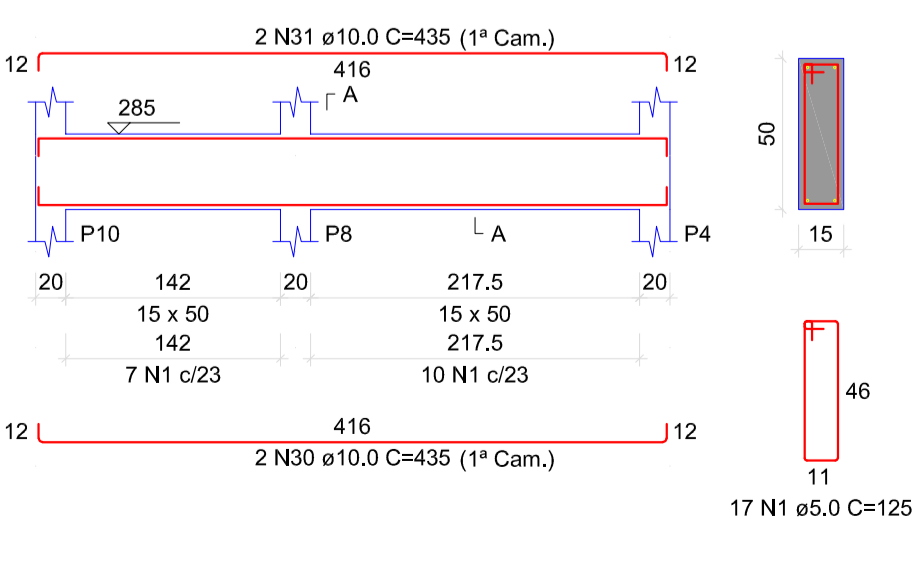 2 N31 ø10.0 C=435 (1ª Cam.)
12
416
12
A
285
50
P10
P8
A
P4
15
20
142
20
217.5
20
15 x 50
15 x 50
142
217.5
7 N1 c/23
10 N1 c/23
46
12
416
12
2 N30 ø10.0 C=435 (1ª Cam.)
11
17 N1 ø5.0 C=125